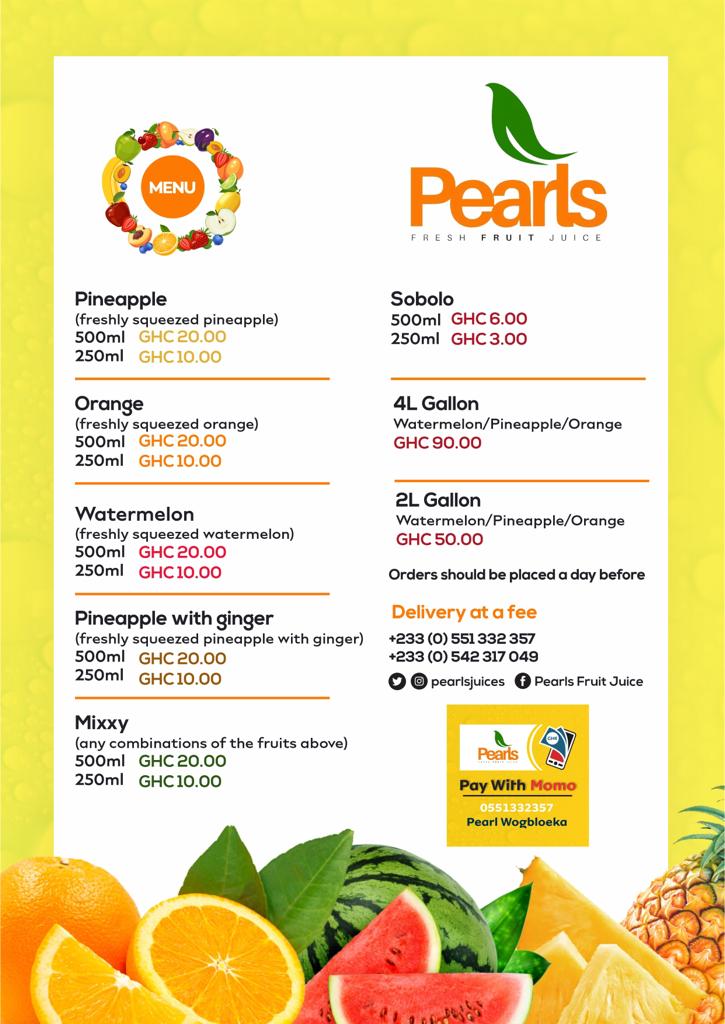 MENU
Pearls
FRESH FRUIT JUICE
Pineapple
(freshly squeezed pineapple)
500ml GHC 20.00
250ml GHC 10.00
Orange
(freshly squeezed orange)
500ml GHC 20.00
250ml GHC 10.00
Watermelon
(freshly squeezed watermelon)
500ml GHC 20.00
250ml GHC 10.00
Pineapple with ginger
(freshly squeezed pineapple with ginger)
500ml GHC 20.00
250ml GHC 10.00
Mixxy
(any combinations of the fruits above)
500ml GHC 20.00
250ml GHC 10.00
Sobolo
500ml GHC 6.00
250ml GHC 3.00
4L Gallon
Watermelon/Pineapple/Orange
GHC 90.00
2L Gallon
Watermelon/Pineapple/Orange
GHC 50.00
Orders should be placed a day before
Delivery at a fee
+233 (0) 551 332 357
+233 (0) 542 317 049
pearlsjuices Pearls Fruit Juice
Pearls
FRESH FRUIT JUICE
GH¢
Pay With Momo
0551332357
Pearl Wogbloeka